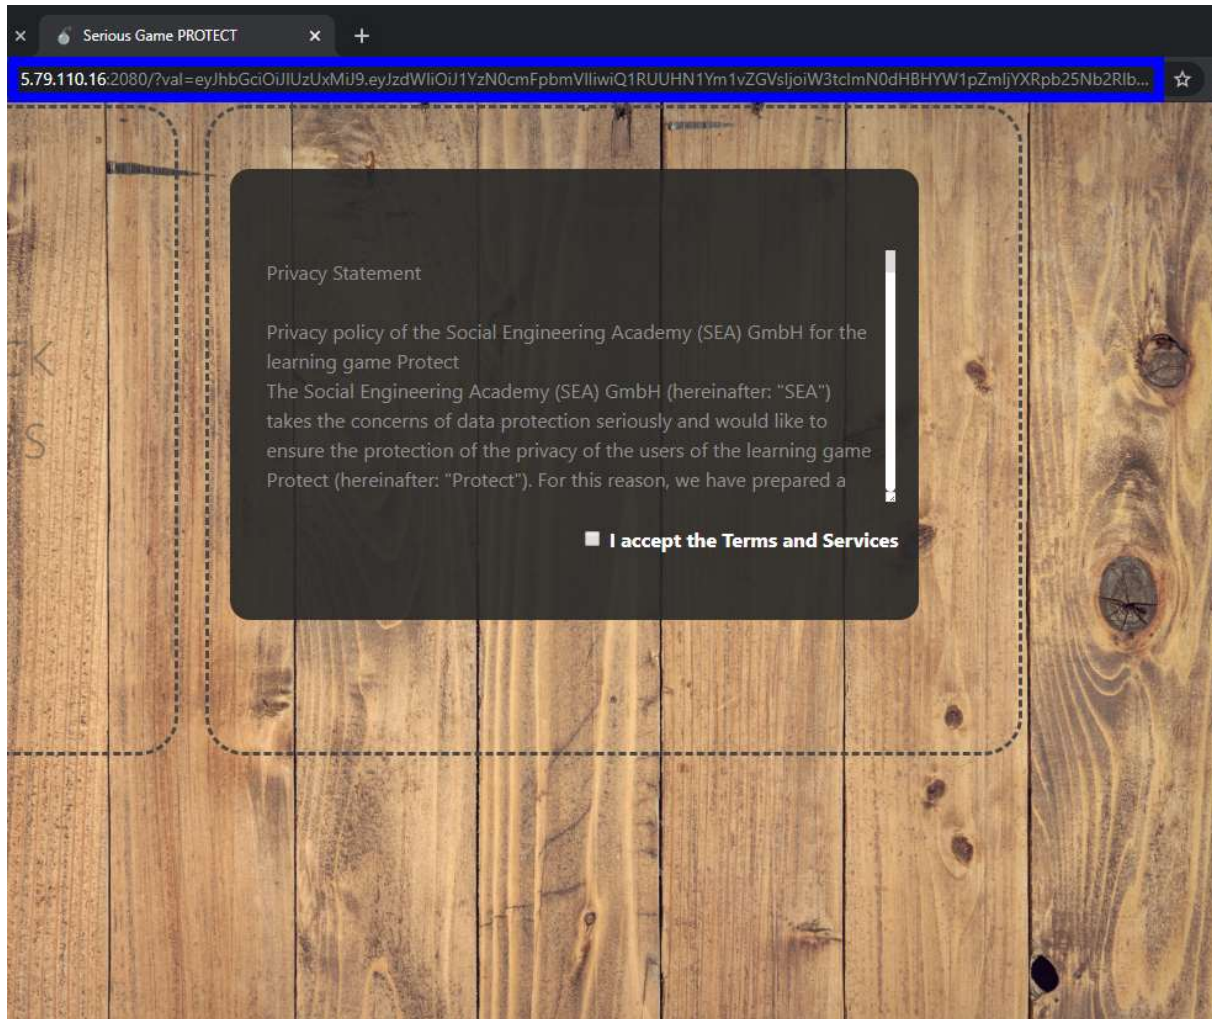 Serious Game PROTECT
5.79.110.16:2080/?val=eyJhbGciOiJIUzUxMiJ9.eyJzdWIiOiJ1YzN0cmFpbmVlIiwiQ1RUUHN1Ym1vZGVsIjoiW3tcImN0dHBHYW1pZmljYXRpb25Nb2RIb...
Privacy Statement
Privacy policy of the Social Engineering Academy (SEA) GmbH for the
learning game Protect
The Social Engineering Academy (SEA) GmbH (hereinafter: "SEA")
takes the concerns of data protection seriously and would like to
ensure the protection of the privacy of the users of the learning game
Protect (hereinafter: "Protect"). For this reason, we have prepared a
I accept the Terms and Services